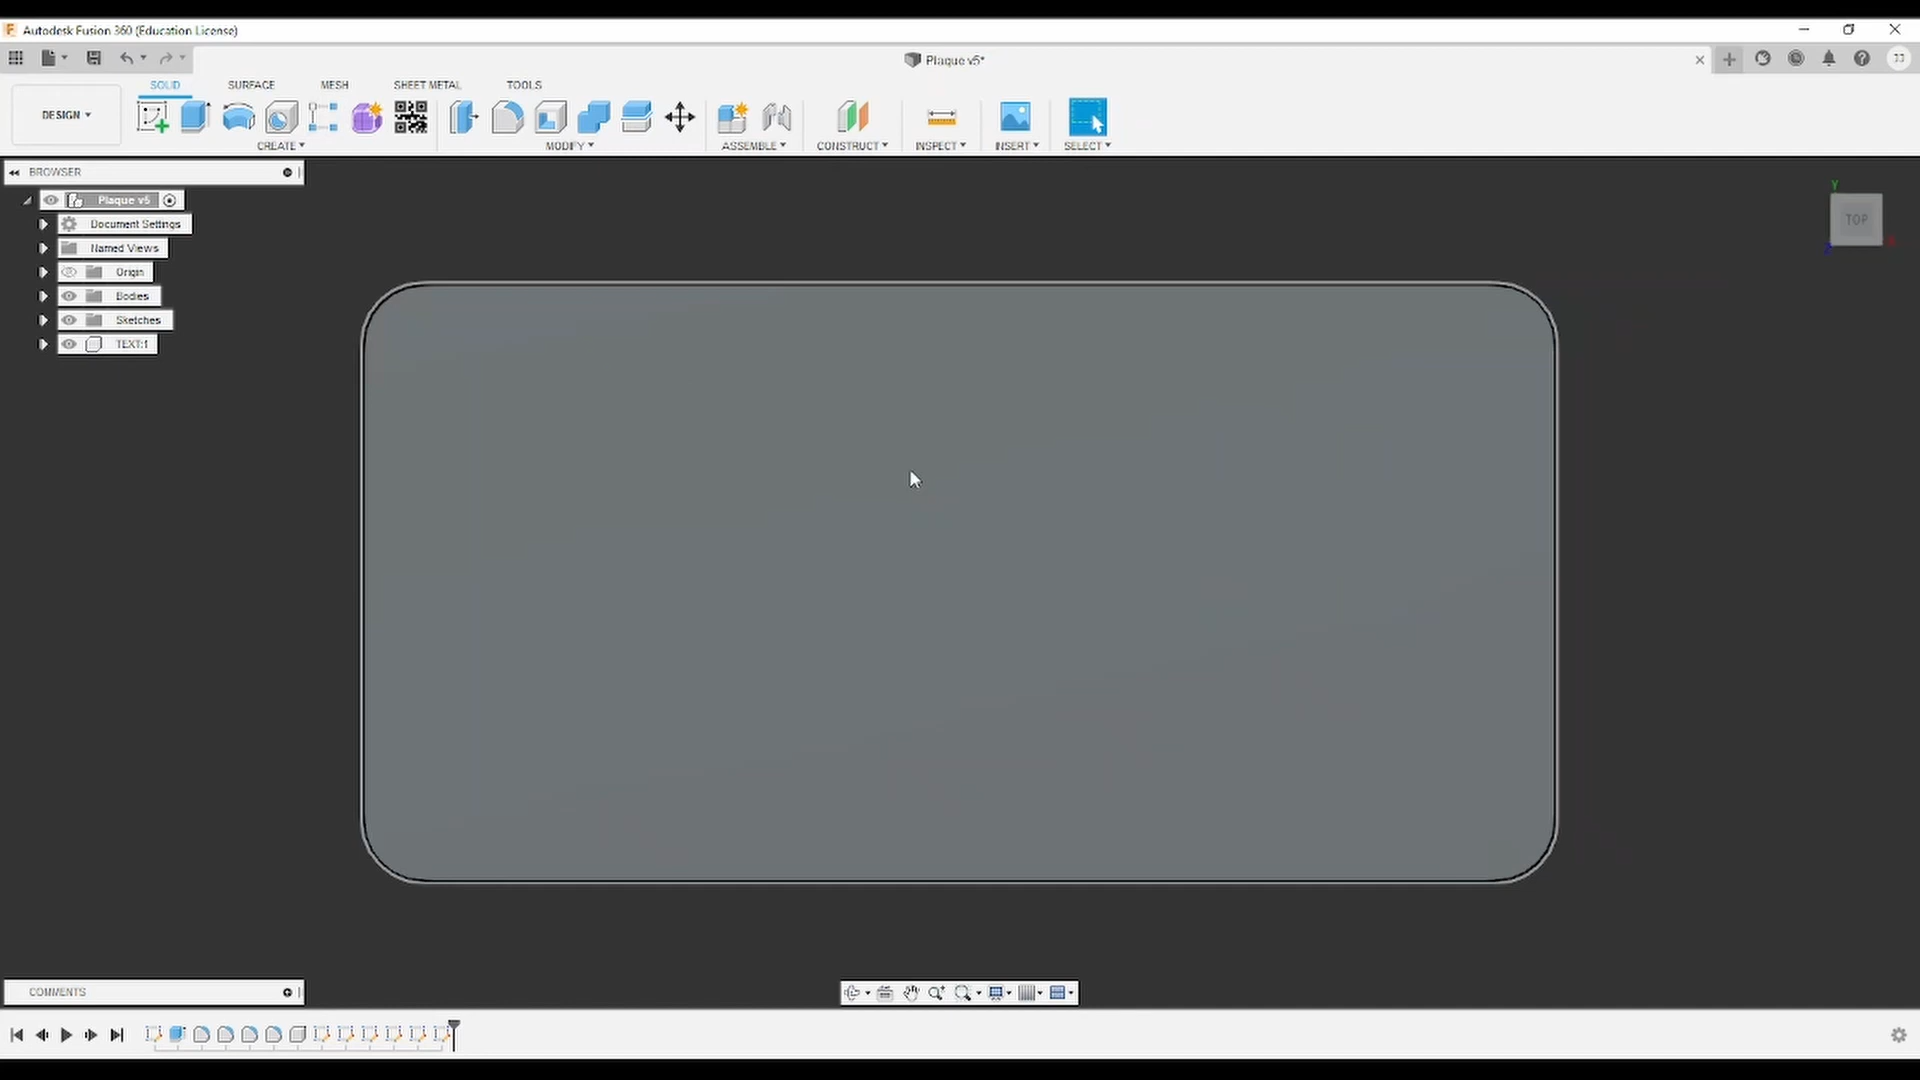 Autodesk Fusion 360 (Education License)
Plaque v5*
SOLID SURFACE MESH SHEET METAL TOOLS
DESIGN
CREATE MODIFY ASSEMBLE CONSTRUCT INSPECT INSERT SELECT
BROWSER
Plaque v5
Document Settings
Named Views
Origin
Bodies
Sketches
TEXT:1
Y
TOP
X
Z
COMMENTS